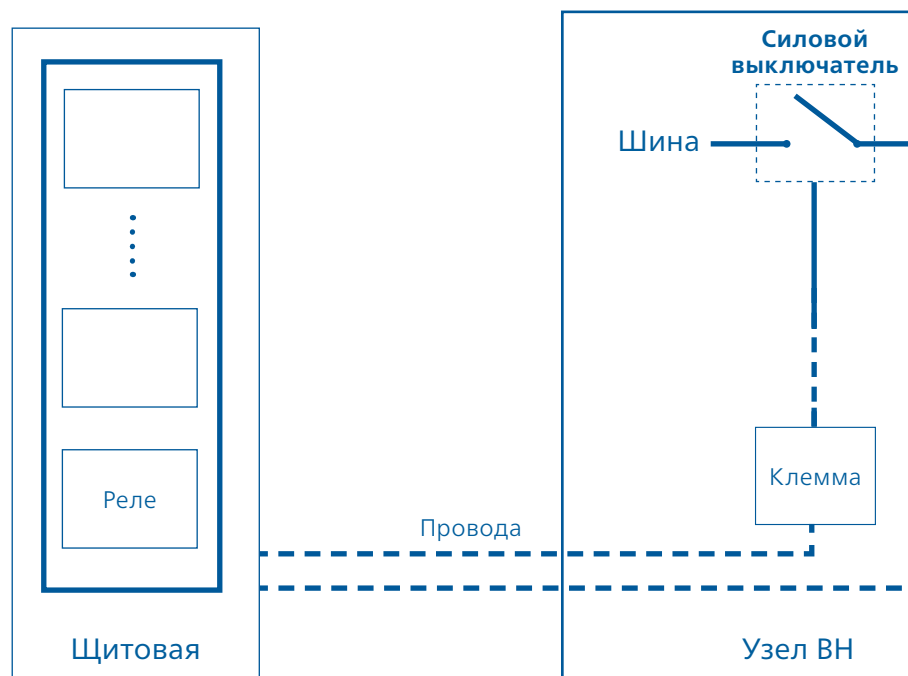 Силовой
выключатель
Шина
Клемма
Реле
Провода
Щитовая
Узел ВН